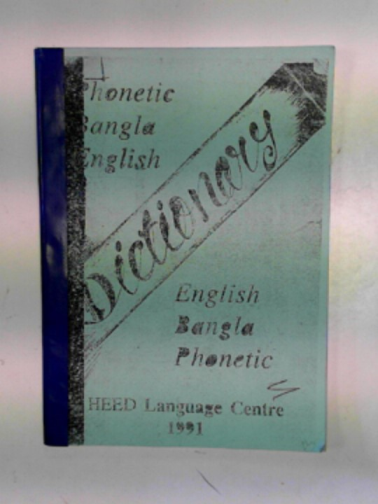 Phonetic
Bangla
English
Dictionary
English
Bangla
Phonetic
HEED Language Centre
1991